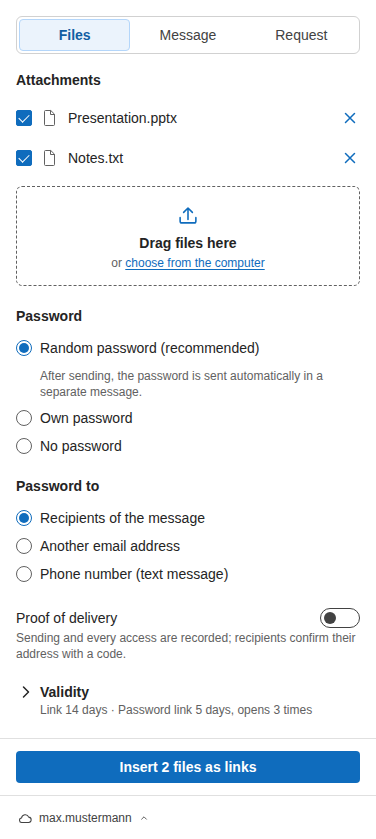 Files
Message
Request
Attachments
Presentation.pptx
Notes.txt
Drag files here
or choose from the computer
Password
Random password (recommended)
After sending, the password is sent automatically in a
separate message.
Own password
No password
Password to
Recipients of the message
Another email address
Phone number (text message)
Proof of delivery
Sending and every access are recorded; recipients confirm their
address with a code.
Validity
Link 14 days · Password link 5 days, opens 3 times
Insert 2 files as links
max.mustermann